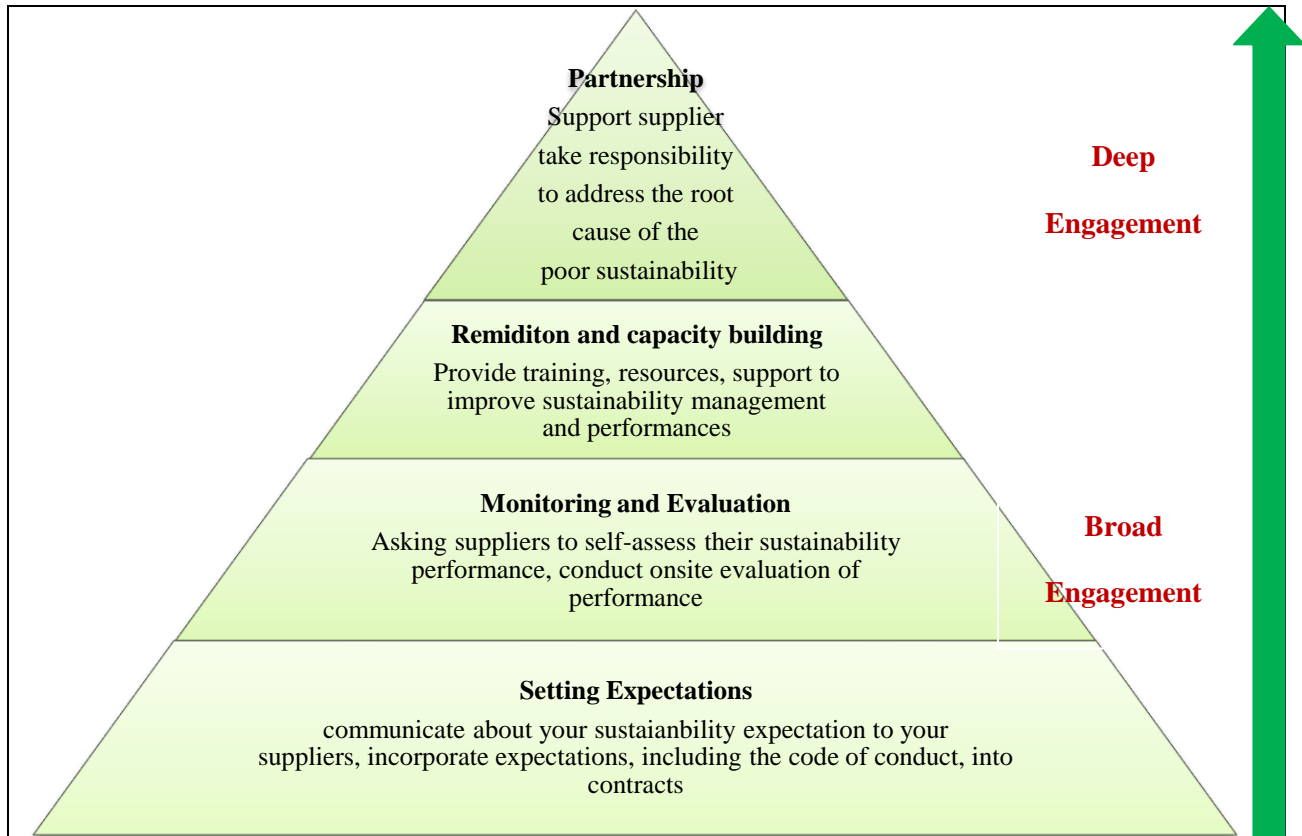 Partnership
Support supplier
take responsibility
to address the root
cause of the
poor sustainability
Deep
Engagement
Remiditon and capacity building
Provide training, resources, support to
improve sustainability management
and performances
Monitoring and Evaluation
Asking suppliers to self-assess their sustainability
performance, conduct onsite evaluation of
performance
Broad
Engagement
Setting Expectations
communicate about your sustaianbility expectation to your
suppliers, incorporate expectations, including the code of conduct, into
contracts